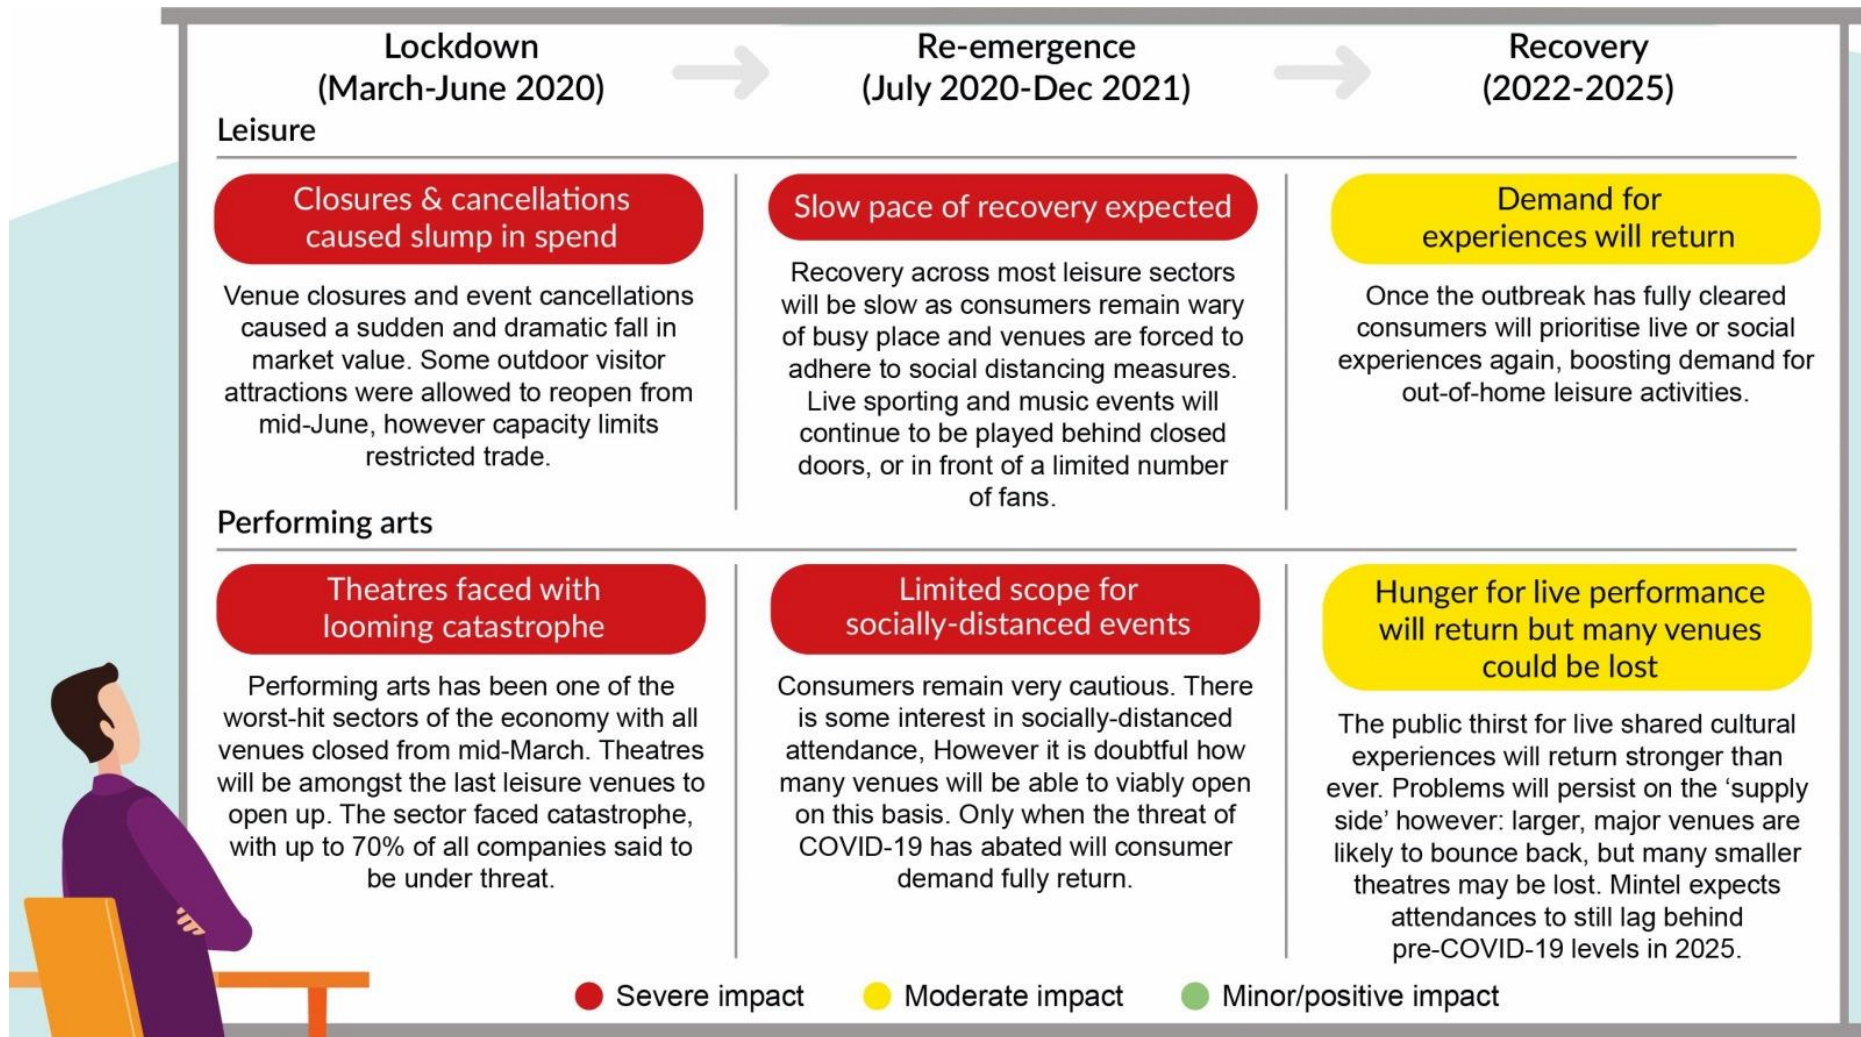 Lockdown
(March-June 2020)
Re-emergence
(July 2020-Dec 2021)
Recovery
(2022-2025)
Leisure
Closures & cancellations
caused slump in spend
Venue closures and event cancellations
caused a sudden and dramatic fall in
market value. Some outdoor visitor
attractions were allowed to reopen from
mid-June, however capacity limits
restricted trade.
Slow pace of recovery expected
Recovery across most leisure sectors
will be slow as consumers remain wary
of busy place and venues are forced to
adhere to social distancing measures.
Live sporting and music events will
continue to be played behind closed
doors, or in front of a limited number
of fans.
Demand for
experiences will return
Once the outbreak has fully cleared
consumers will prioritise live or social
experiences again, boosting demand for
out-of-home leisure activities.
Performing arts
Theatres faced with
looming catastrophe
Performing arts has been one of the
worst-hit sectors of the economy with all
venues closed from mid-March. Theatres
will be amongst the last leisure venues to
open up. The sector faced catastrophe,
with up to 70% of all companies said to
be under threat.
Limited scope for
socially-distanced events
Consumers remain very cautious. There
is some interest in socially-distanced
attendance, However it is doubtful how
many venues will be able to viably open
on this basis. Only when the threat of
COVID-19 has abated will consumer
demand fully return.
Hunger for live performance
will return but many venues
could be lost
The public thirst for live shared cultural
experiences will return stronger than
ever. Problems will persist on the ‘supply
side’ however: larger, major venues are
likely to bounce back, but many smaller
theatres may be lost. Mintel expects
attendances to still lag behind
pre-COVID-19 levels in 2025.
Severe impact
Moderate impact
Minor/positive impact